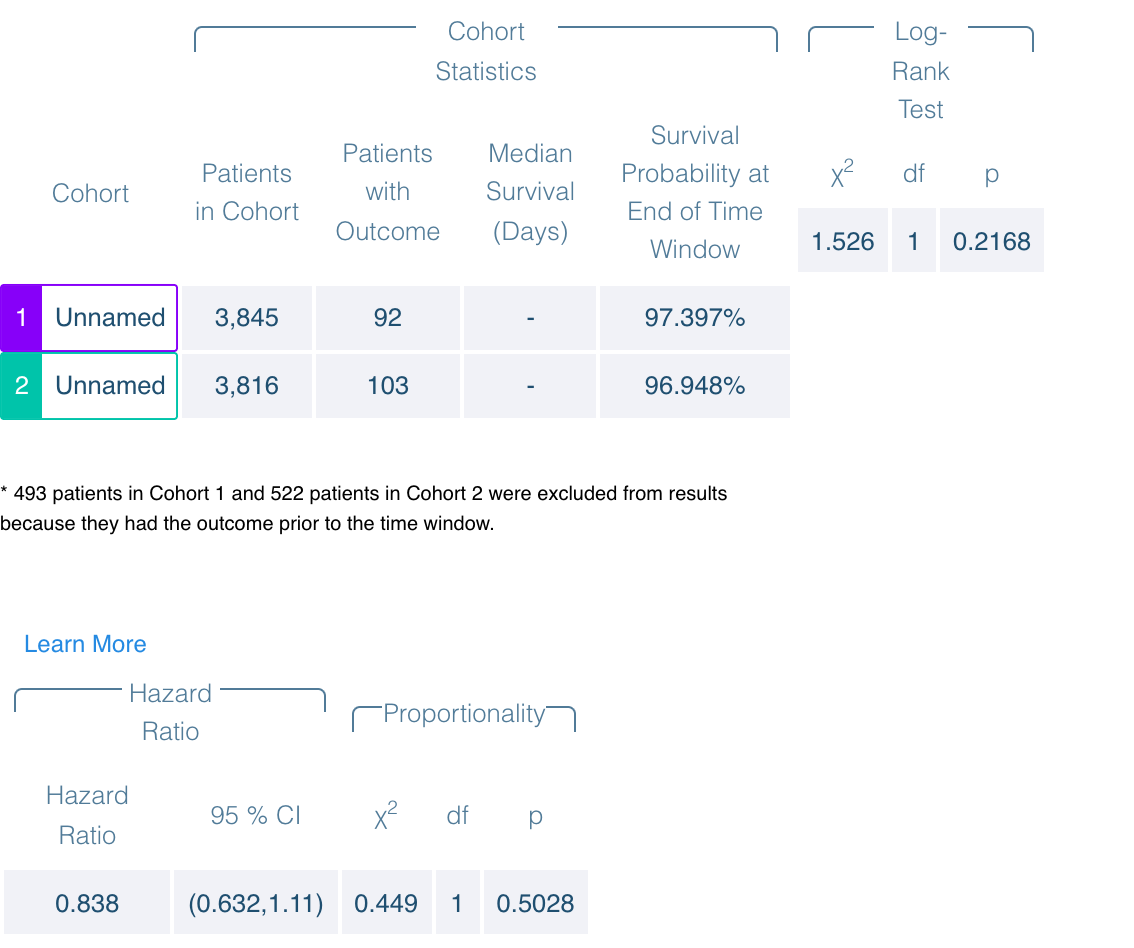 Cohort
Statistics
Log-
Rank
Test
Cohort
Patients
in Cohort
Patients
with
Outcome
Median
Survival
(Days)
Survival
Probability at
End of Time
Window
χ2 df p
1.526 1 0.2168
1 Unnamed 3,845 92 - 97.397%
2 Unnamed 3,816 103 - 96.948%
* 493 patients in Cohort 1 and 522 patients in Cohort 2 were excluded from results
because they had the outcome prior to the time window.
Learn More
Hazard
Ratio
Proportionality
Hazard
Ratio
95 % CI χ2 df p
0.838 (0.632,1.11) 0.449 1 0.5028